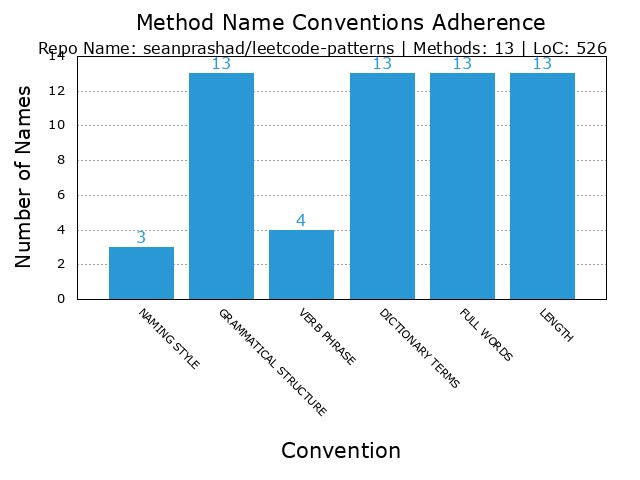 Method Name Conventions Adherence
Repo Name: seanprashad/leetcode-patterns | Methods: 13 | LoC: 526
Number of Names
14
12
10
8
6
4
2
0
3
13
4
13
13
13
NAMING STYLE
GRAMMATICAL STRUCTURE
VERB PHRASE
DICTIONARY TERMS
FULL WORDS
LENGTH
Convention